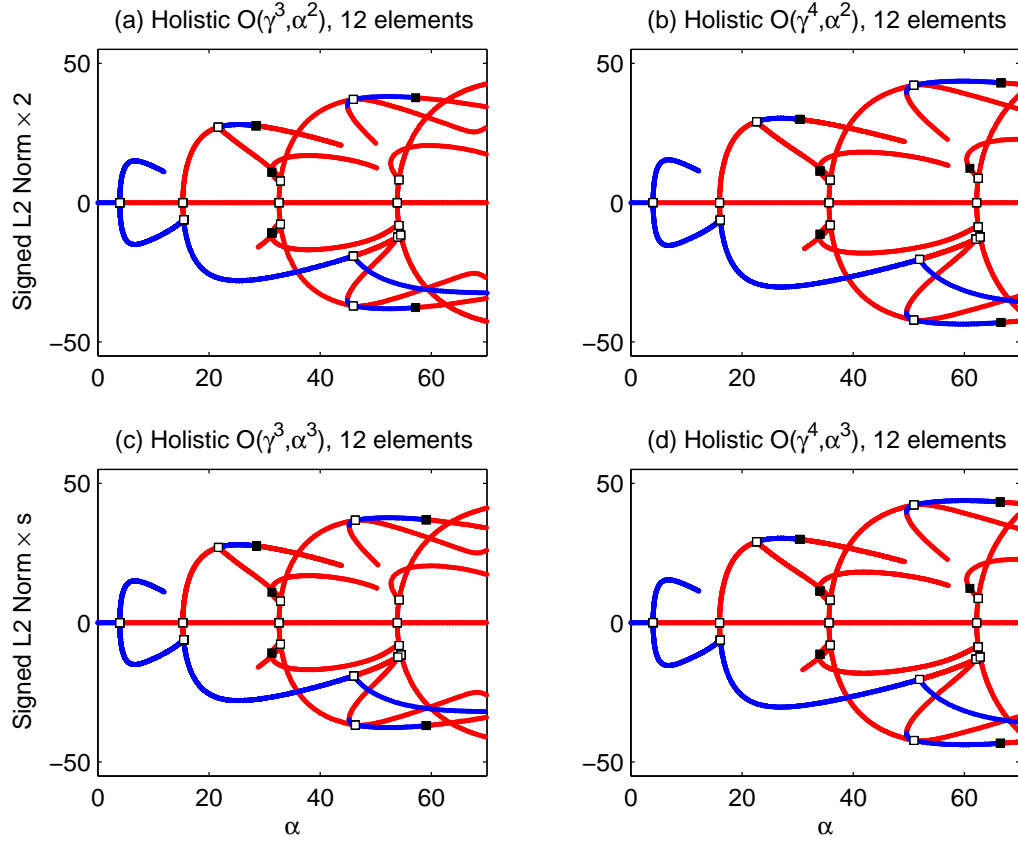 (a) Holistic O(γ³,α²), 12 elements
(b) Holistic O(γ⁴,α²), 12 elements
Signed L2 Norm × 2
50
0
−50
0 20 40 60
50
0
−50
0 20 40 60
(c) Holistic O(γ³,α³), 12 elements
(d) Holistic O(γ⁴,α³), 12 elements
Signed L2 Norm × s
50
0
−50
0 20 40 60
α
50
0
−50
0 20 40 60
α